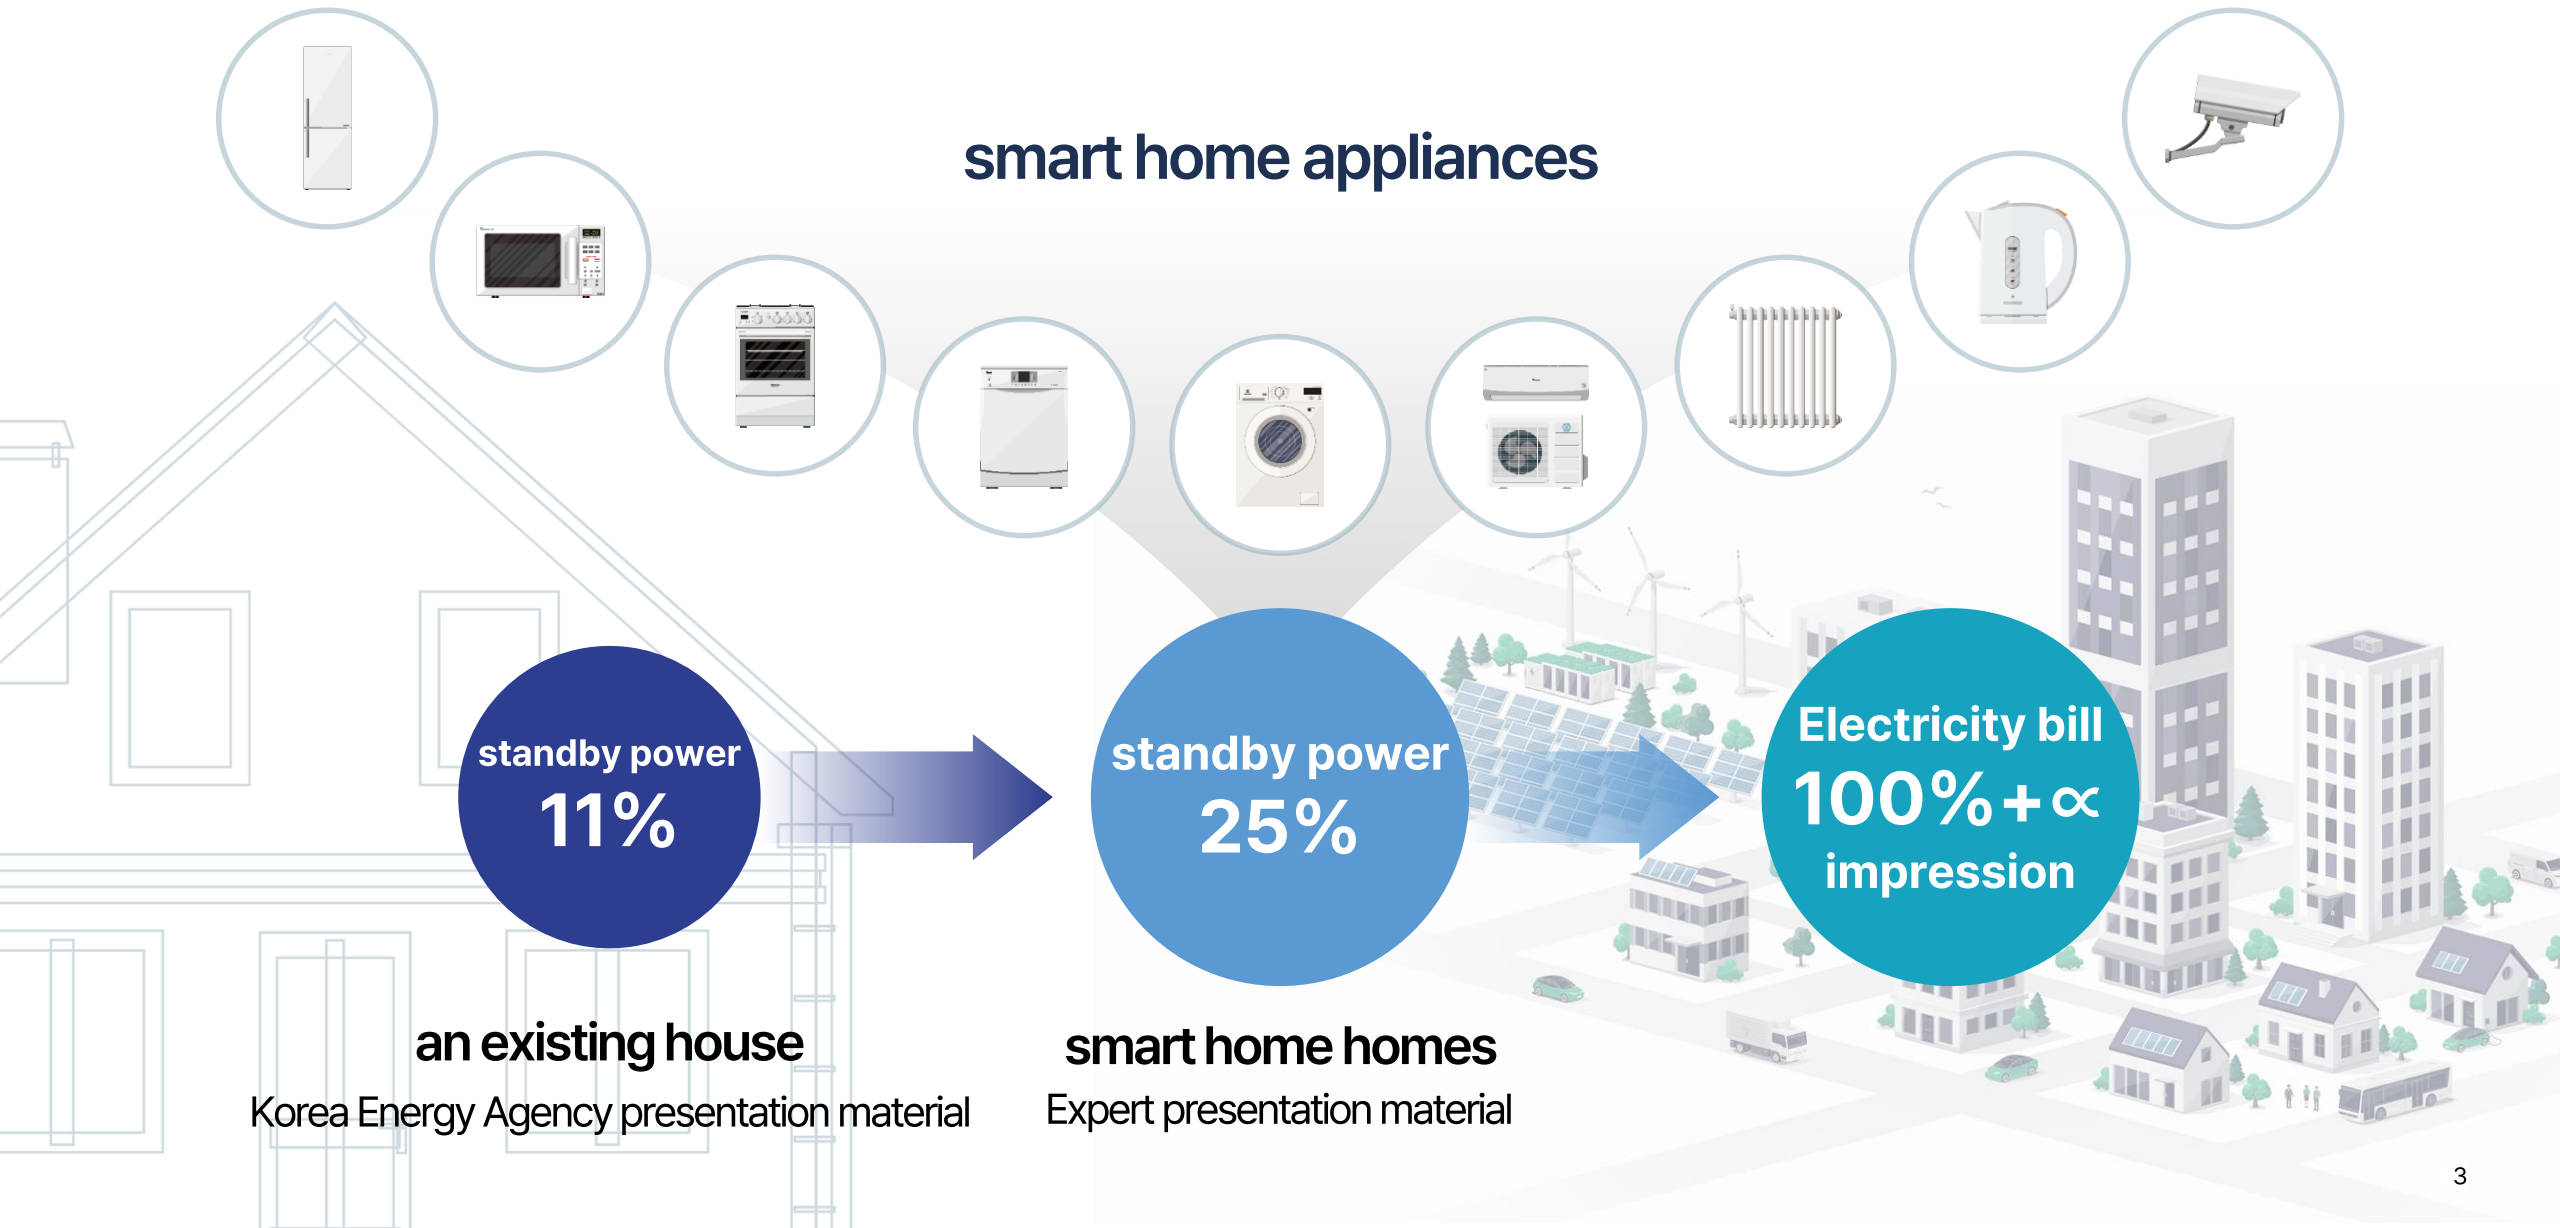 smart home appliances
standby power
11%
standby power
25%
Electricity bill
100%+∝
impression
an existing house
Korea Energy Agency presentation material
smart home homes
Expert presentation material
3